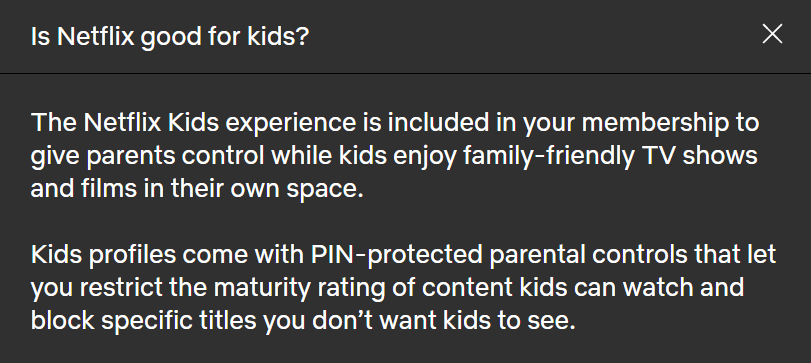 Is Netflix good for kids?
The Netflix Kids experience is included in your membership to
give parents control while kids enjoy family-friendly TV shows
and films in their own space.
Kids profiles come with PIN-protected parental controls that let
you restrict the maturity rating of content kids can watch and
block specific titles you don’t want kids to see.